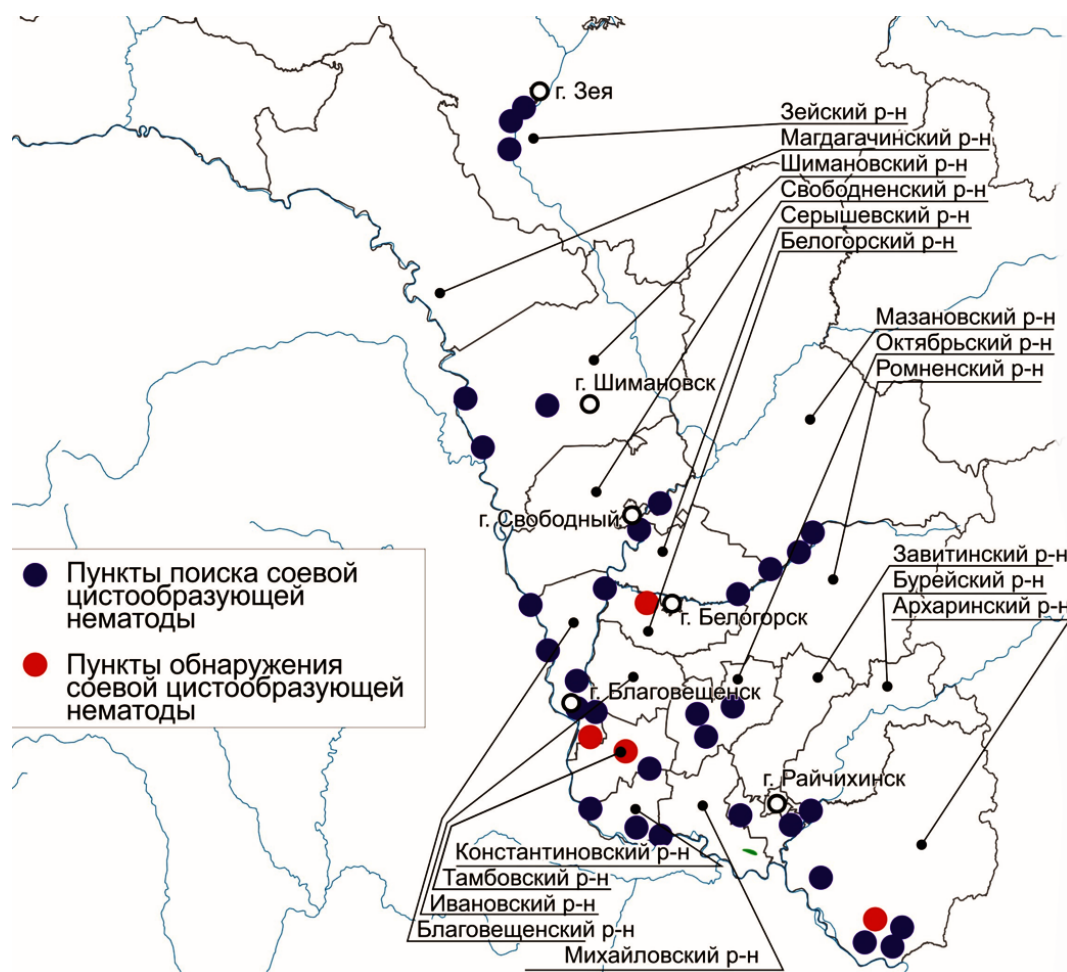 г. Зея
Зейский р-н
Магдагачинский р-н
Шимановский р-н
Свободненский р-н
Серышевский р-н
Белогорский р-н
Мазановский р-н
Октябрьский р-н
Ромненский р-н
г. Шимановск
г. Свободный
Завитинский р-н
Бурейский р-н
Архаринский р-н
Пункты поиска соевой
цистообразующей
нематоды
г. Белогорск
Пункты обнаружения
соевой цистообразующей
нематоды
г. Благовещенск
г. Райчихинск
Константиновский р-н
Тамбовский р-н
Ивановский р-н
Благовещенский р-н
Михайловский р-н